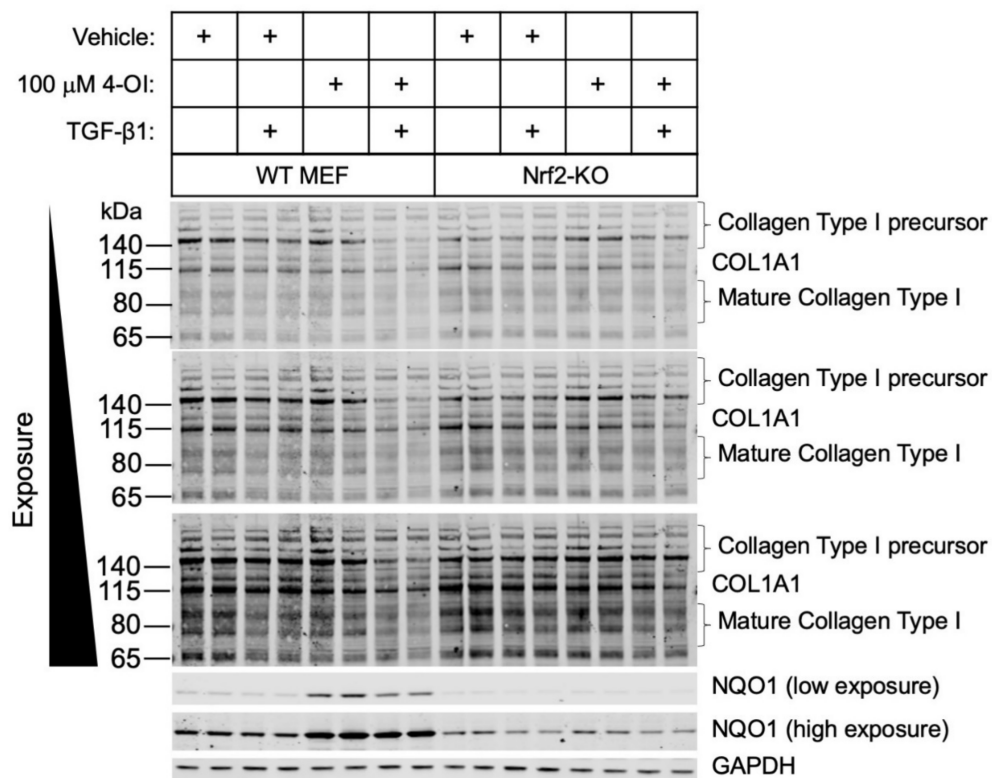 Vehicle: + + + +
100 μM 4-OI: + + + +
TGF-β1: + + + +
WT MEF Nrf2-KO
kDa
Collagen Type I precursor
140
COL1A1
115
Mature Collagen Type I
80
65
Collagen Type I precursor
140
COL1A1
115
Mature Collagen Type I
80
65
Collagen Type I precursor
140
COL1A1
115
Mature Collagen Type I
80
65
Exposure
NQO1 (low exposure)
NQO1 (high exposure)
GAPDH